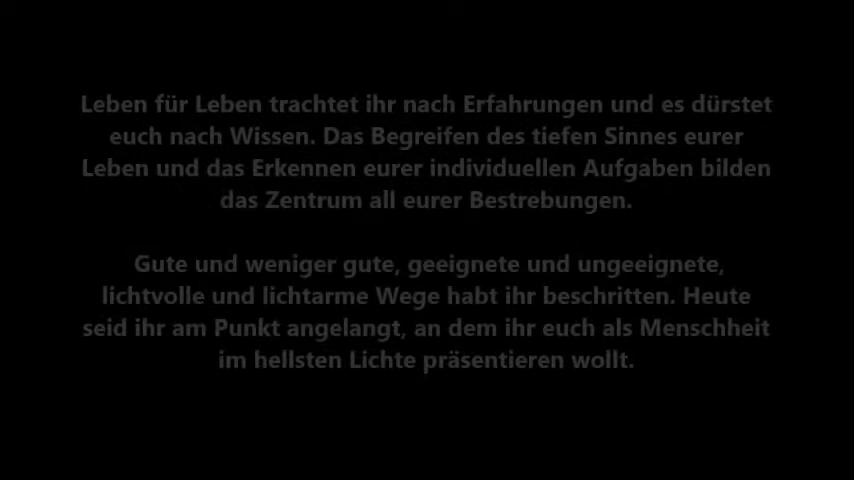 Leben für Leben trachtet ihr nach Erfahrungen und es dürstet
euch nach Wissen. Das Begreifen des tiefen Sinnes eurer
Leben und das Erkennen eurer individuellen Aufgaben bilden
das Zentrum all eurer Bestrebungen.
Gute und weniger gute, geeignete und ungeeignete,
lichtvolle und lichtarme Wege habt ihr beschritten. Heute
seid ihr am Punkt angelangt, an dem ihr euch als Menschheit
im hellsten Lichte präsentieren wollt.